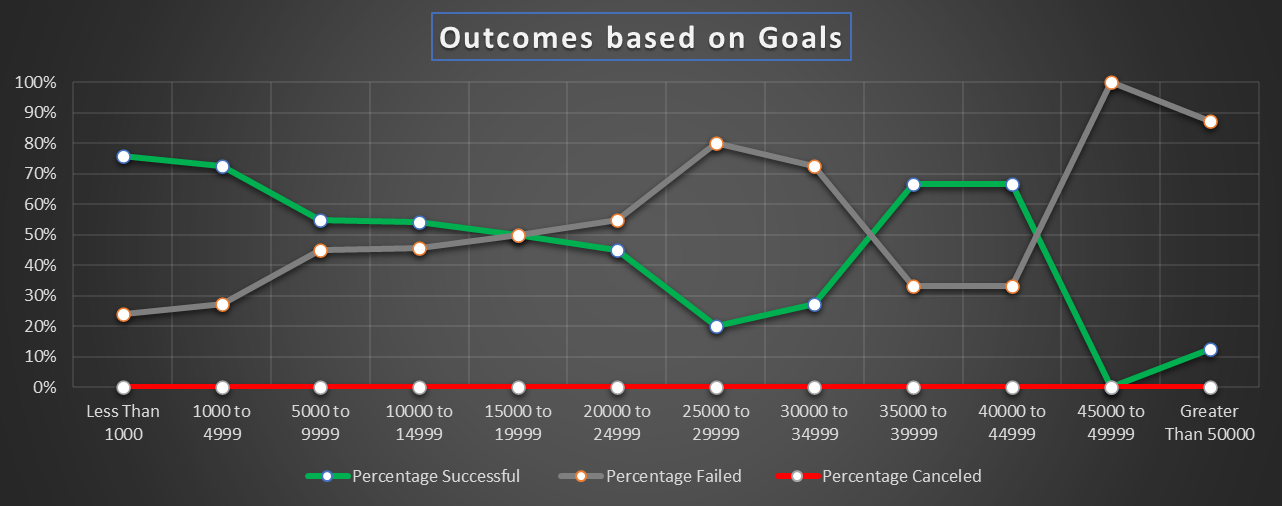 Outcomes based on Goals
100%
90%
80%
70%
60%
50%
40%
30%
20%
10%
0%
Less Than 1000 to 5000 to 10000 to 15000 to 20000 to 25000 to 30000 to 35000 to 40000 to 45000 to Greater
1000 4999 9999 14999 19999 24999 29999 34999 39999 44999 49999 Than 50000
Percentage Successful Percentage Failed Percentage Canceled